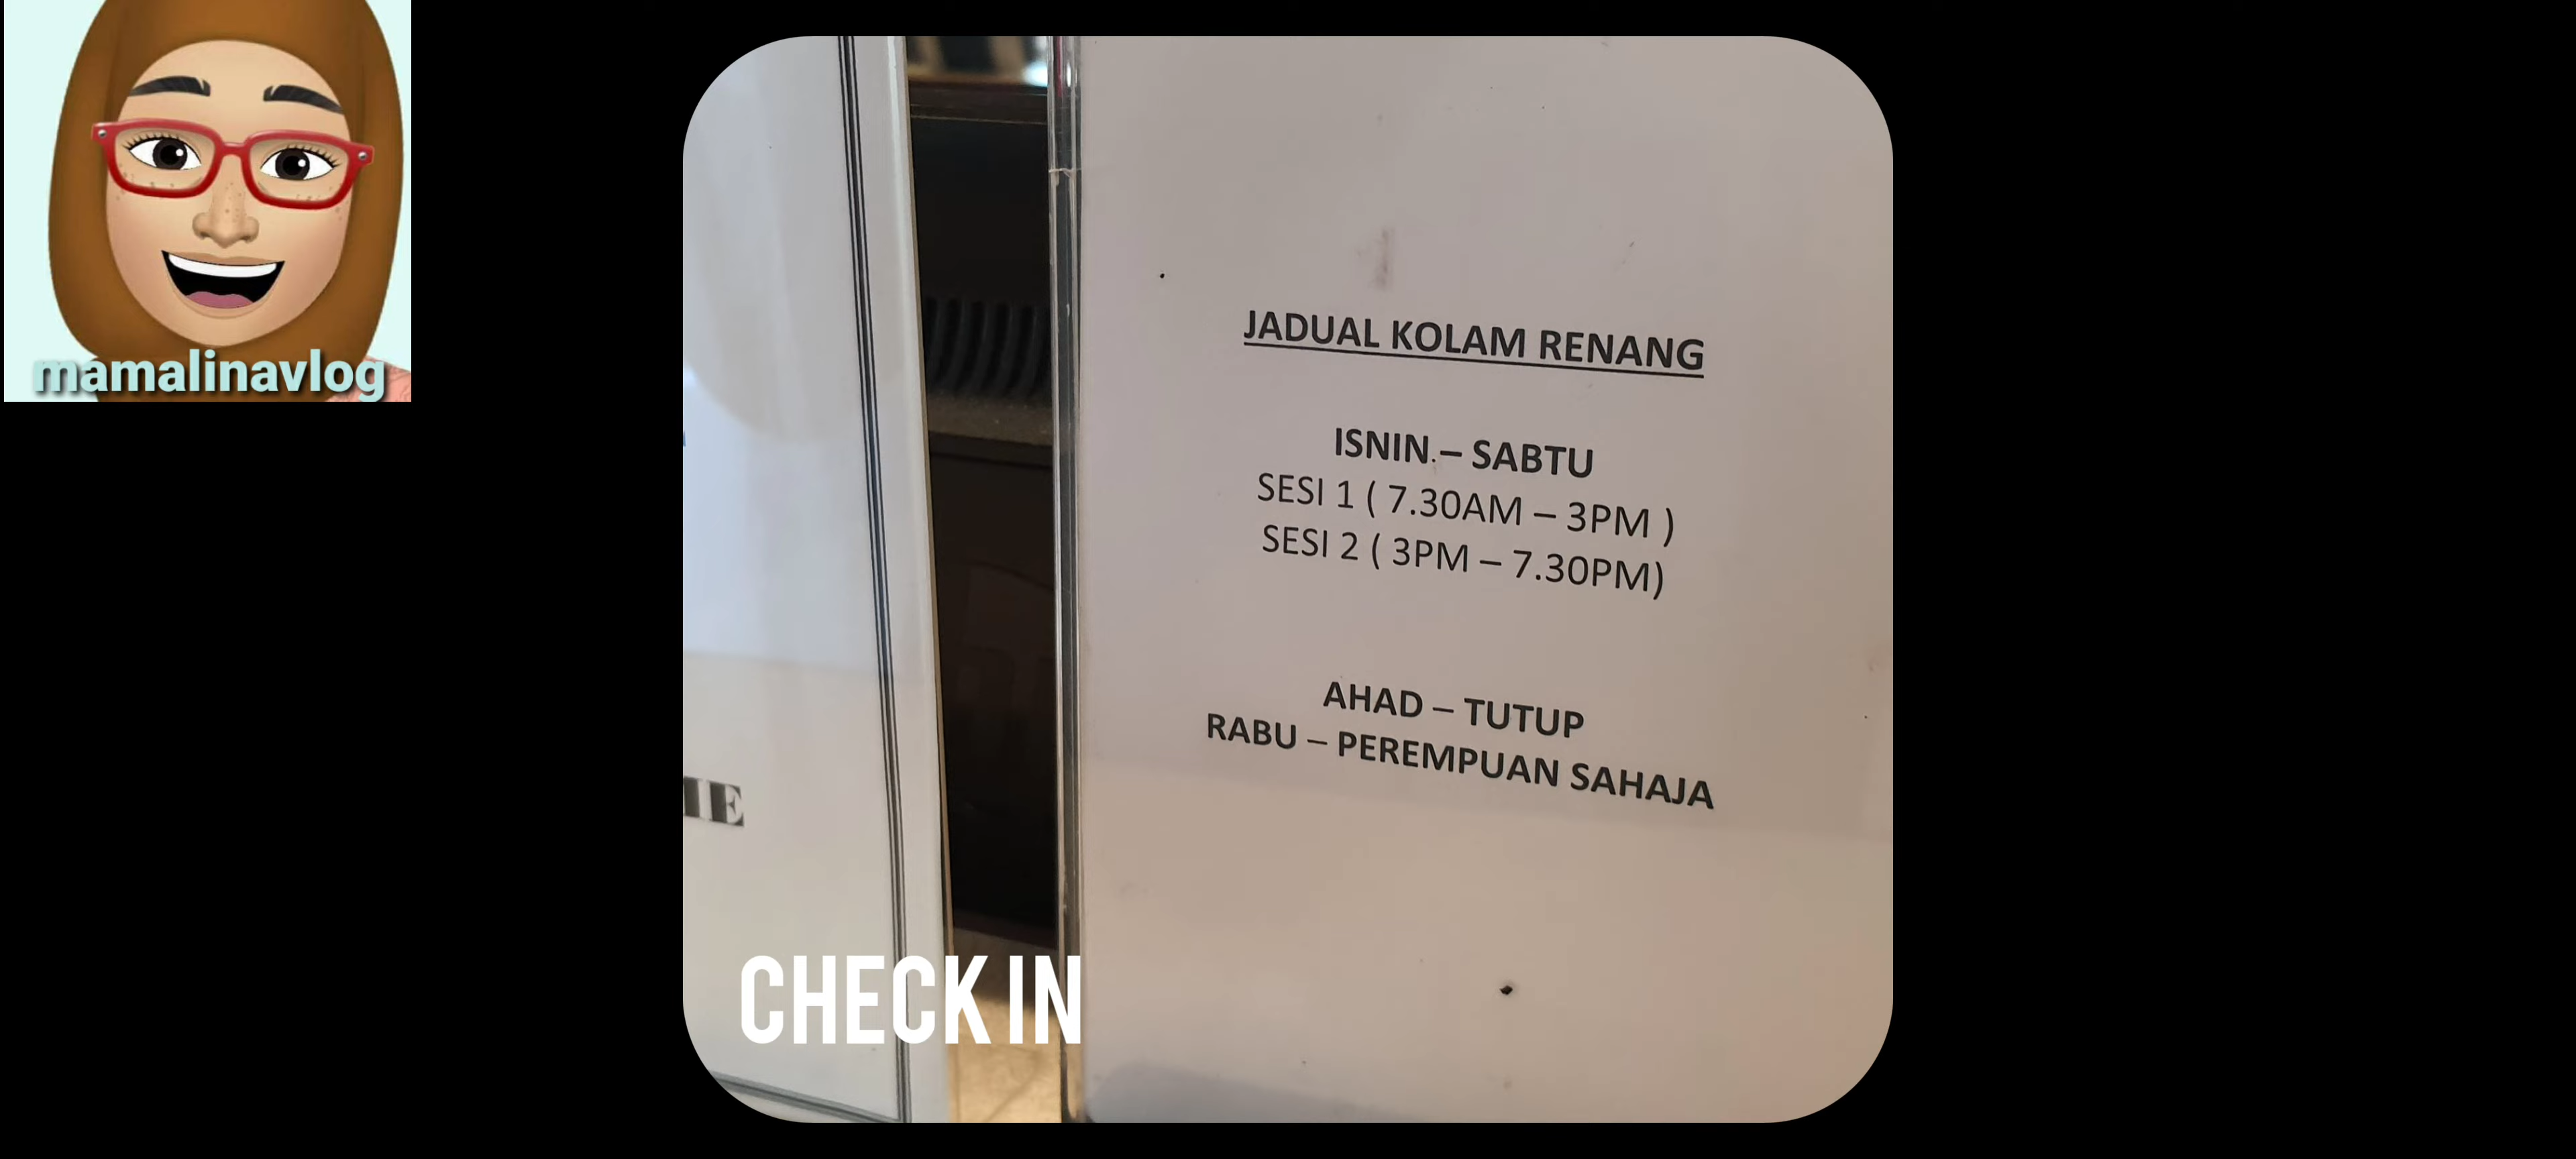 mamalinavlog
JADUAL KOLAM RENANG
ISNIN.– SABTU
SESI 1 ( 7.30AM – 3PM )
SESI 2 ( 3PM – 7.30PM)
AHAD – TUTUP
RABU – PEREMPUAN SAHAJA
IE
CHECK IN